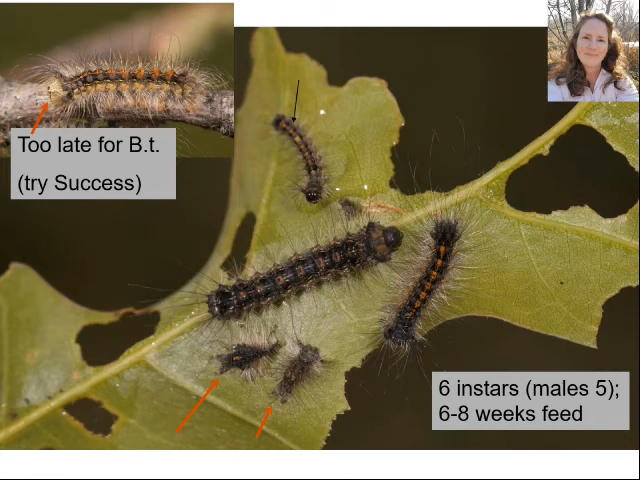 Too late for B.t.
(try Success)
6 instars (males 5);
6-8 weeks feed